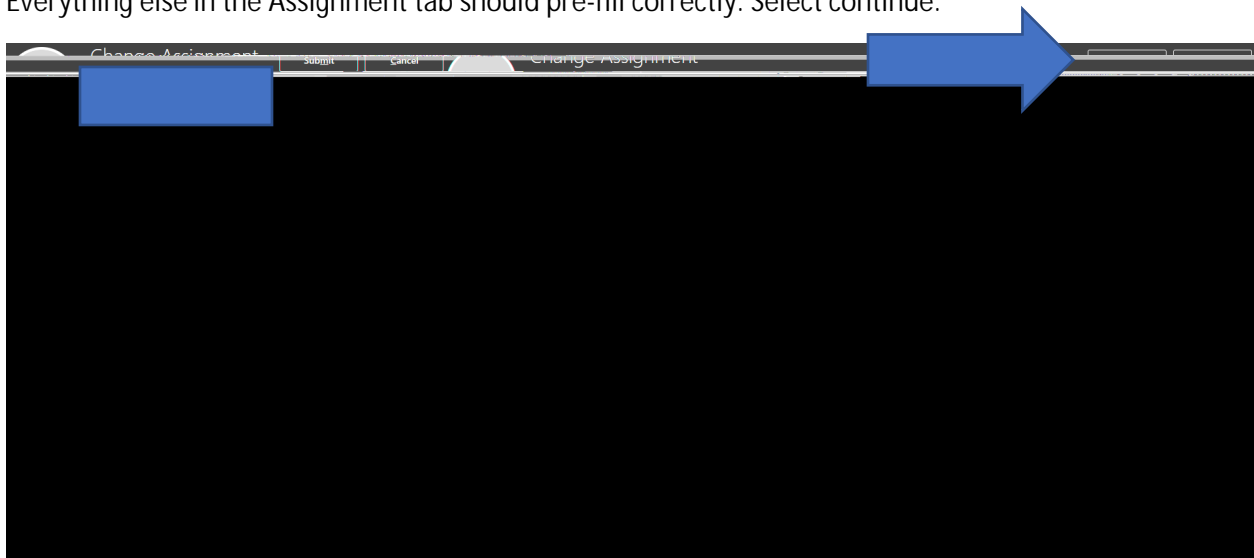 Everything else in the Assignment tab should pre-fill correctly. Select continue.
Change Assignment Submit Cancel Change Assignment